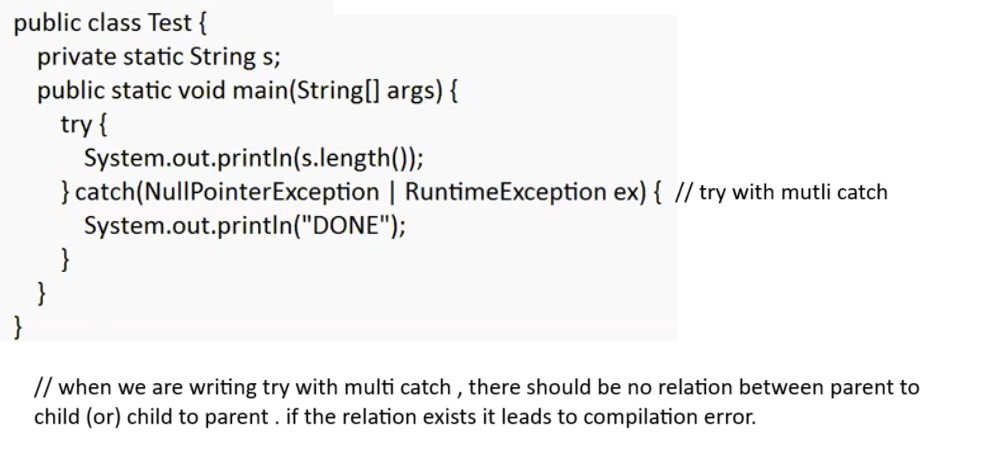 public class Test {
private static String s;
public static void main(String[] args) {
try {
System.out.println(s.length());
} catch(NullPointerException | RuntimeException ex) { // try with mutli catch
System.out.println("DONE");
}
}
}
// when we are writing try with multi catch , there should be no relation between parent to
child (or) child to parent . if the relation exists it leads to compilation error.